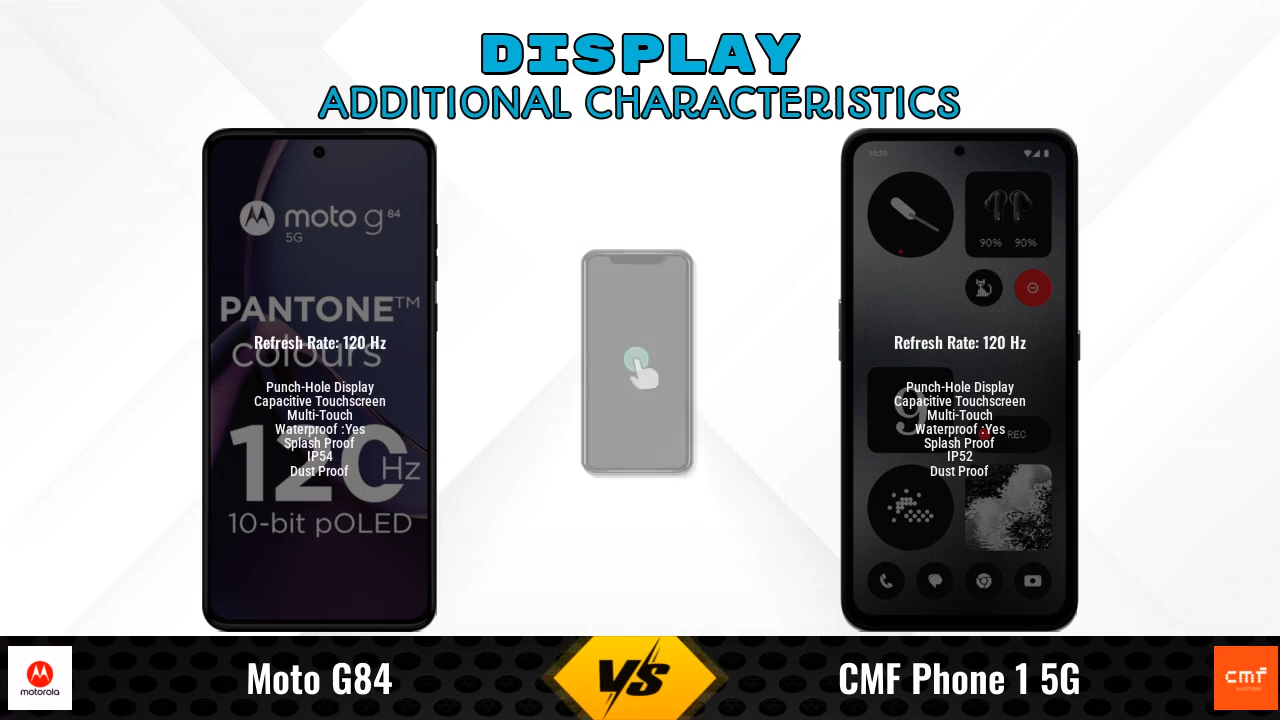 DISPLAY
ADDITIONAL CHARACTERISTICS
moto g 84
5G
PANTONE™
colours
120Hz
10-bit pOLED
Refresh Rate: 120 Hz
Punch-Hole Display
Capacitive Touchscreen
Multi-Touch
Waterproof :Yes
Splash Proof
IP54
Dust Proof
10:20
90% 90%
REC
Refresh Rate: 120 Hz
Punch-Hole Display
Capacitive Touchscreen
Multi-Touch
Waterproof :Yes
Splash Proof
IP52
Dust Proof
motorola
Moto G84
VS
CMF Phone 1 5G
cmf